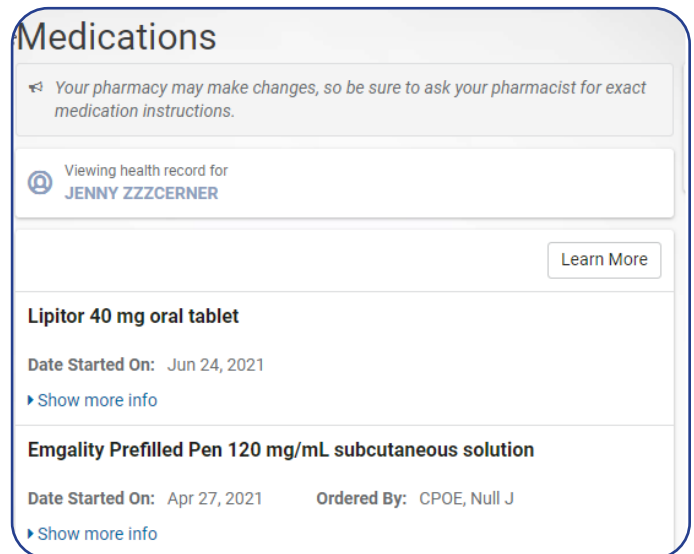 Medications
Your pharmacy may make changes, so be sure to ask your pharmacist for exact
medication instructions.
Viewing health record for
JENNY ZZZCERNER
Learn More
Lipitor 40 mg oral tablet
Date Started On: Jun 24, 2021
Show more info
Emgality Prefilled Pen 120 mg/mL subcutaneous solution
Date Started On: Apr 27, 2021 Ordered By: CPOE, Null J
Show more info